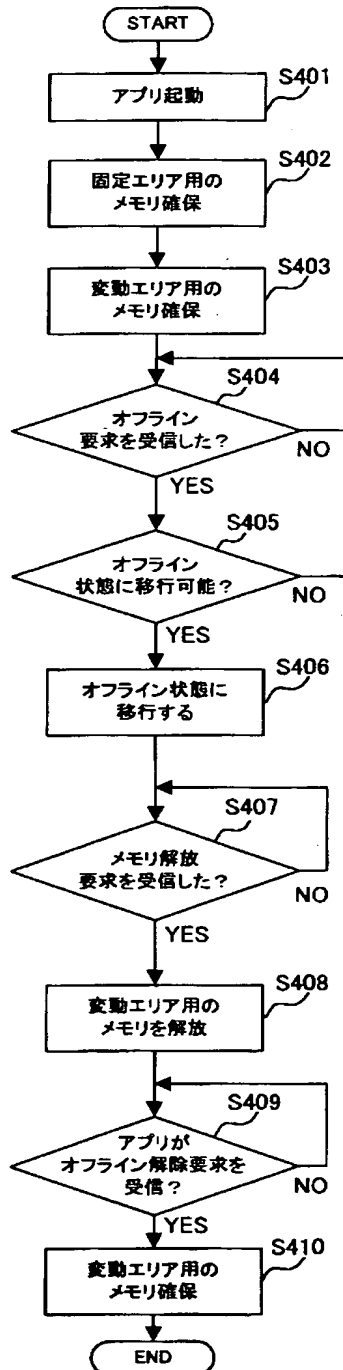 START
S401
アプリ起動
S402
固定エリア用の
メモリ確保
S403
変動エリア用の
メモリ確保
S404
オフライン
要求を受信した?
NO
YES
S405
オフライン
状態に移行可能?
NO
YES
S406
オフライン状態に
移行する
S407
メモリ解放
要求を受信した?
NO
YES
S408
変動エリア用の
メモリを解放
S409
アプリが
オフライン解除要求を
受信?
NO
YES
S410
変動エリア用の
メモリ確保
END